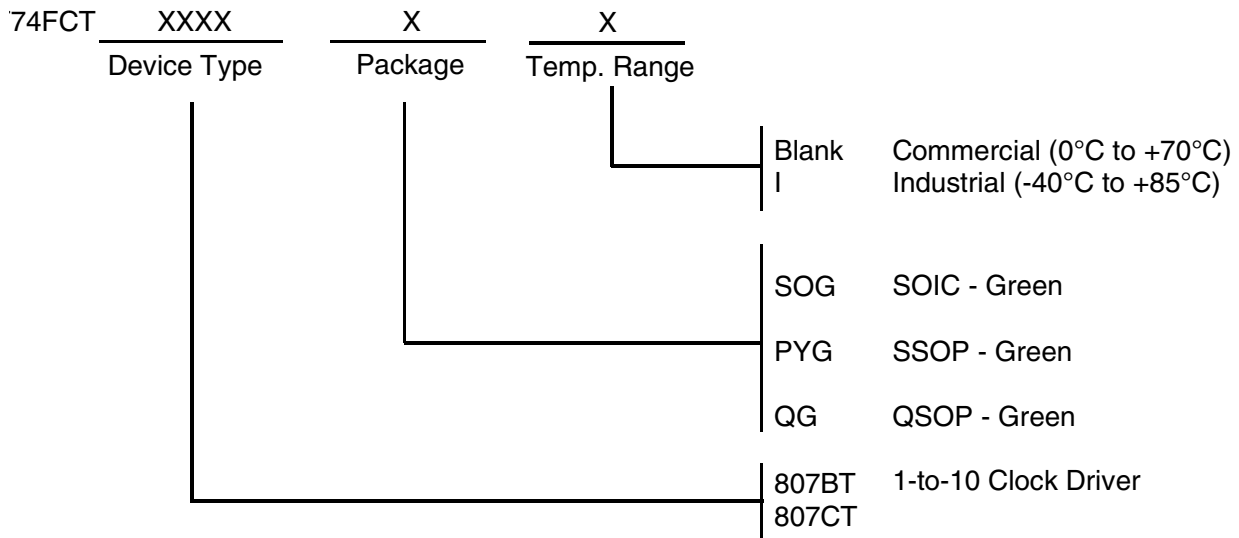 74FCT XXXX X X
Device Type Package Temp. Range
Blank Commercial (0°C to +70°C)
I Industrial (-40°C to +85°C)
SOG SOIC - Green
PYG SSOP - Green
QG QSOP - Green
807BT 1-to-10 Clock Driver
807CT